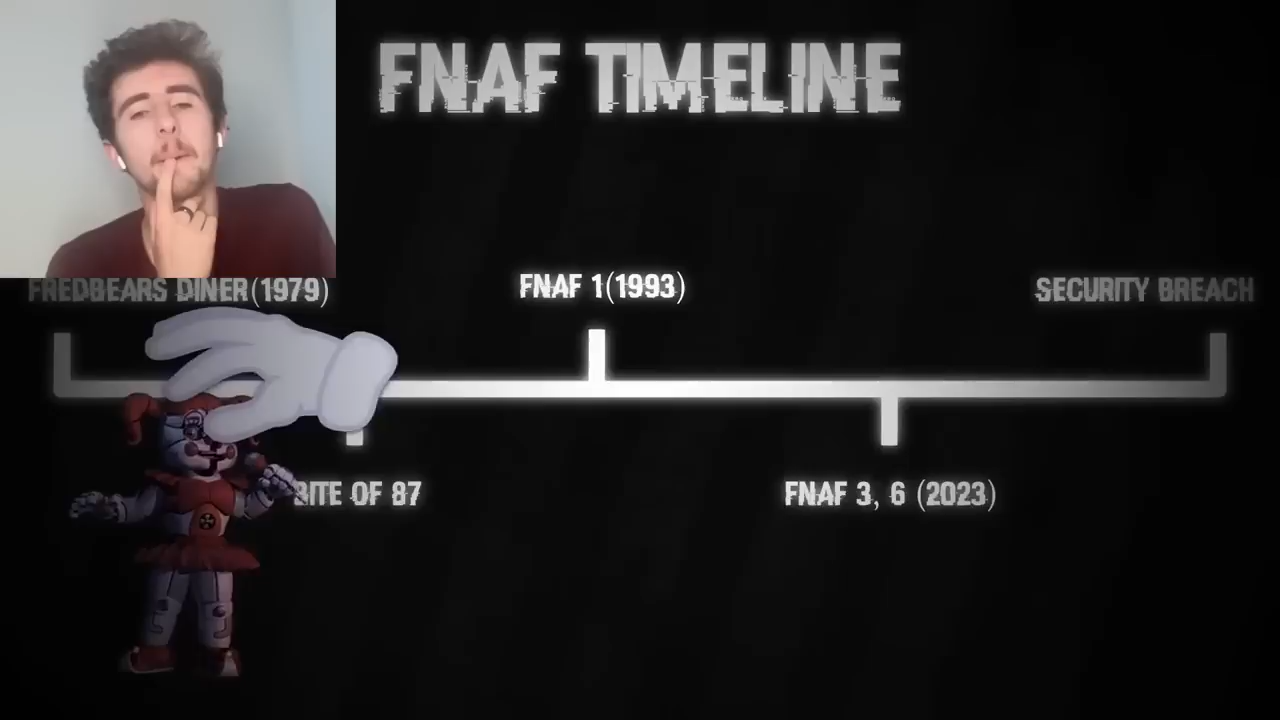 FNAF TIMELINE
FREDBEARS DINER(1979)
FNAF 1(1993)
SECURITY BREACH
BITE OF 87
FNAF 3, 6 (2023)